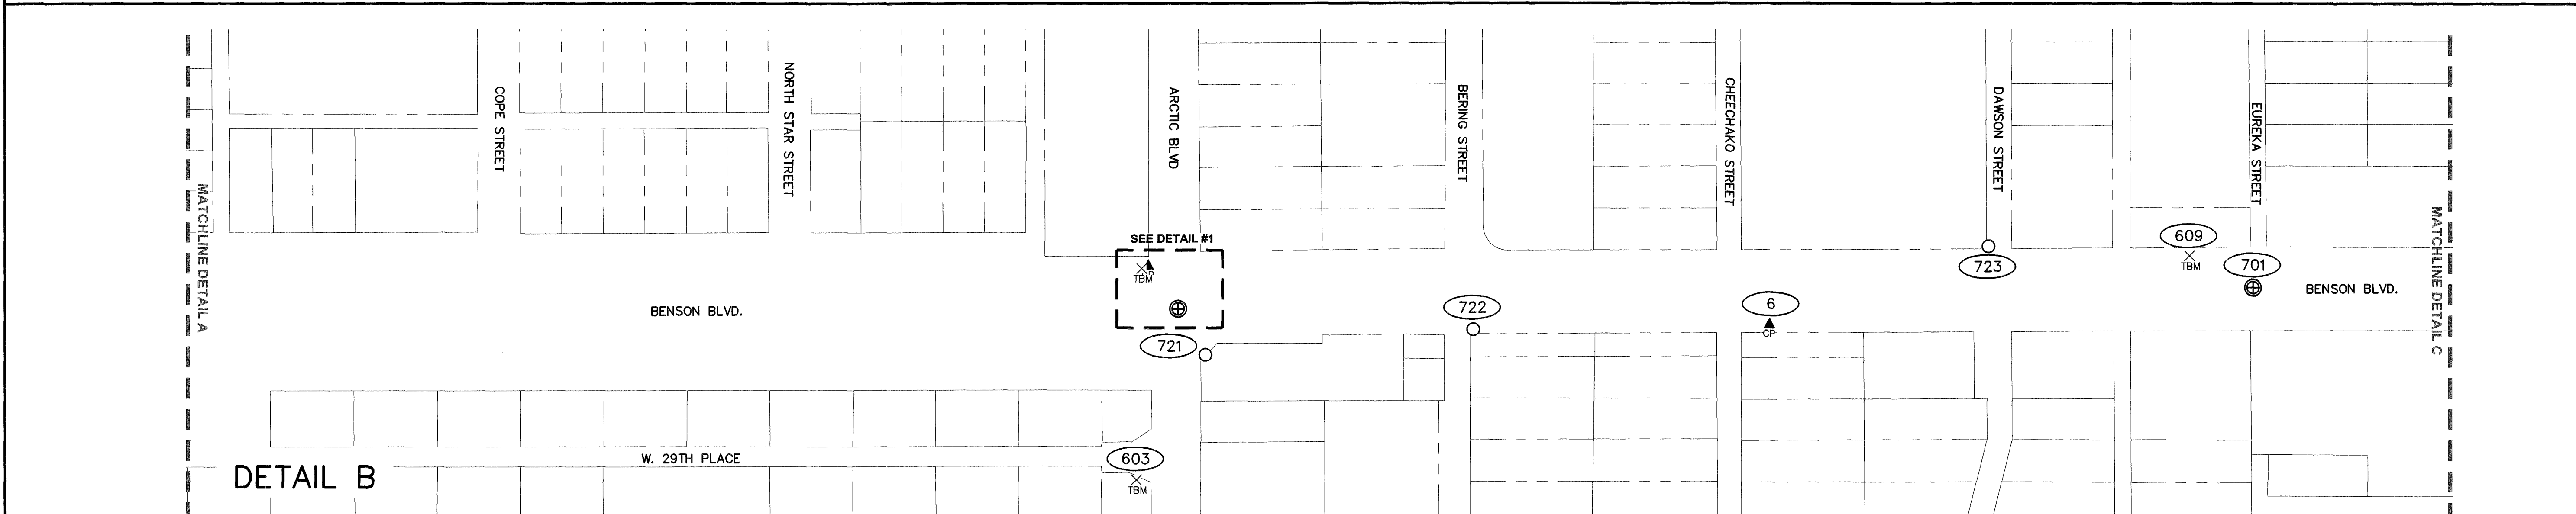 MATCHLINE DETAIL A
COPE STREET
NORTH STAR STREET
ARCTIC BLVD
BERING STREET
CHEECHAKO STREET
DAWSON STREET
EUREKA STREET
MATCHLINE DETAIL C
SEE DETAIL #1
TBM
609
TBM
723
701
BENSON BLVD.
BENSON BLVD.
722
6
CP
721
W. 29TH PLACE
603
TBM
DETAIL B